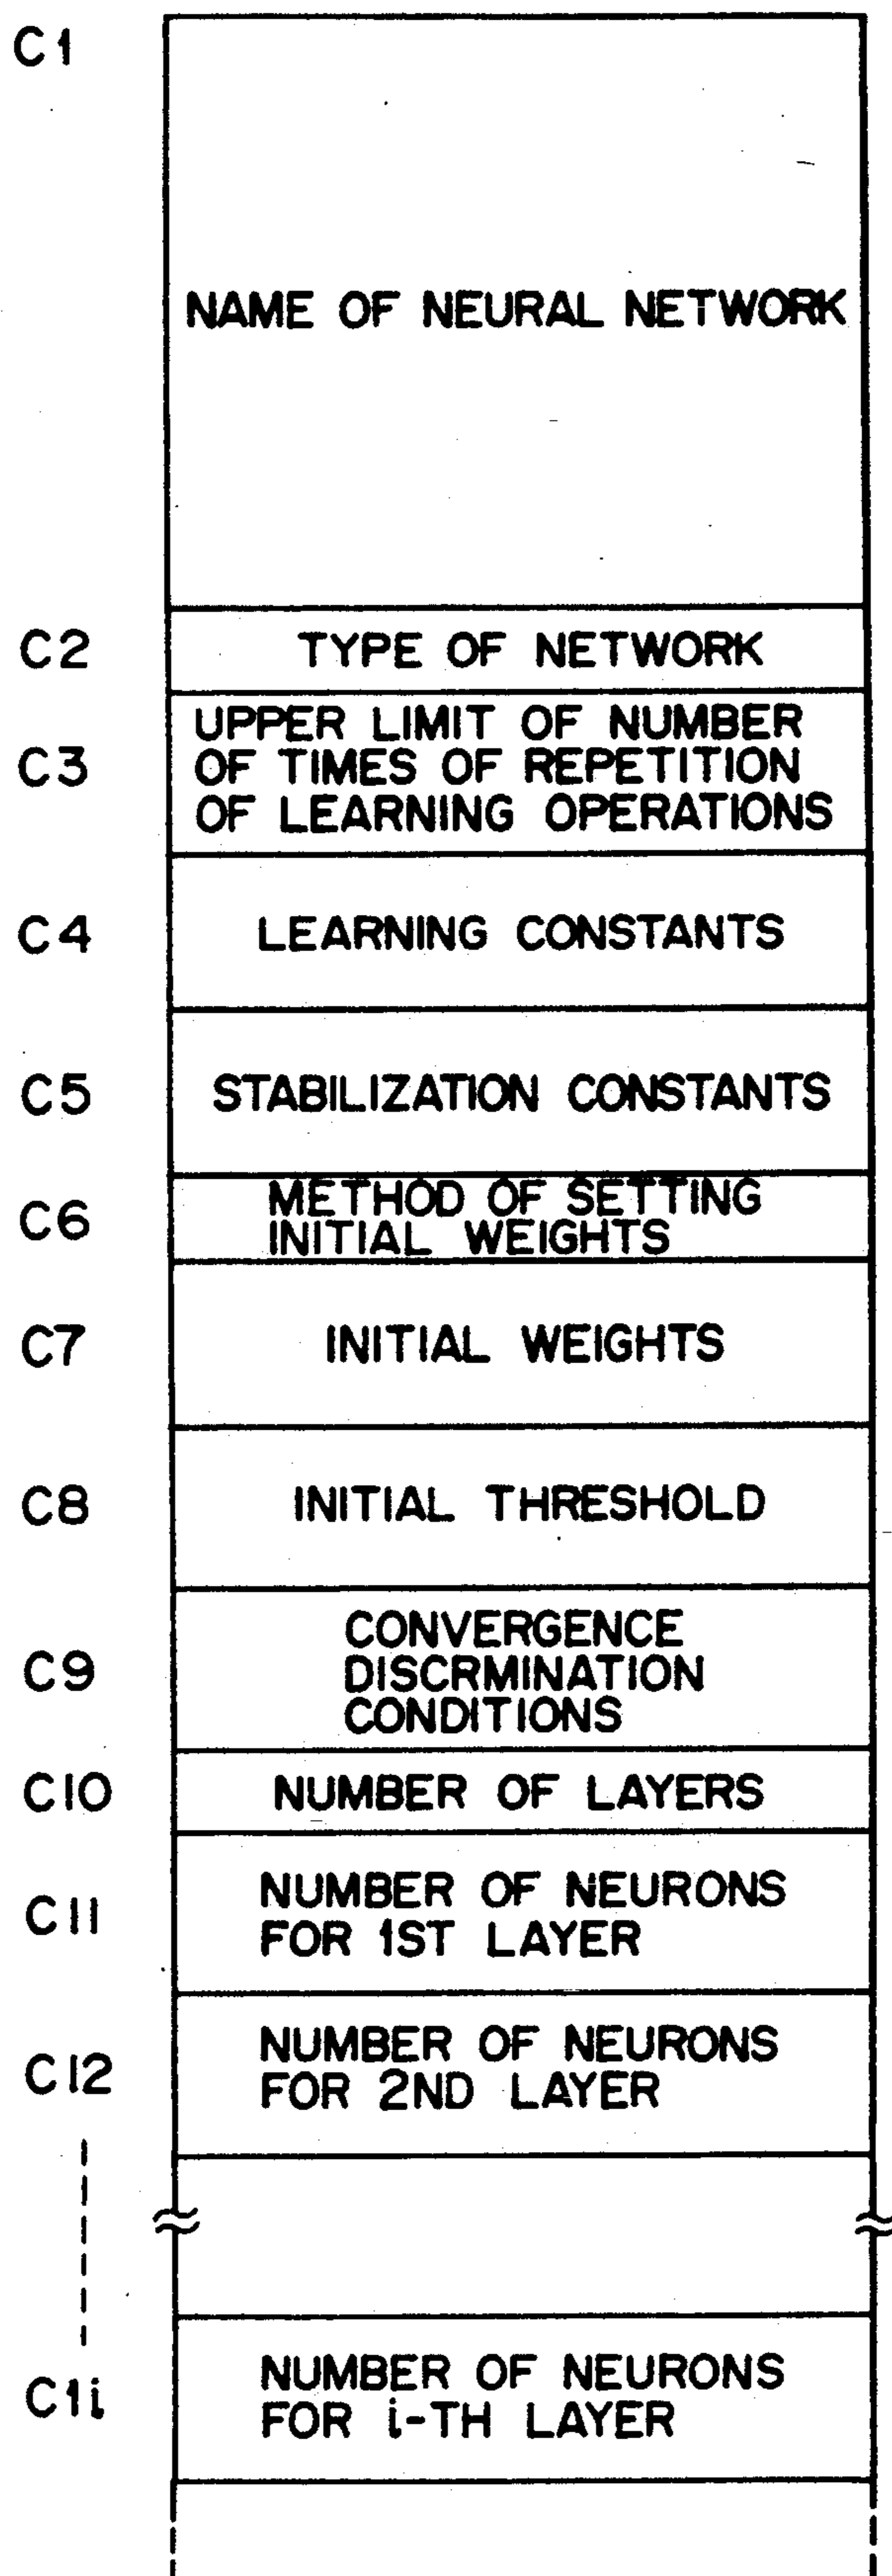 C1
NAME OF NEURAL NETWORK
C2
TYPE OF NETWORK
C3
UPPER LIMIT OF NUMBER
OF TIMES OF REPETITION
OF LEARNING OPERATIONS
C4
LEARNING CONSTANTS
C5
STABILIZATION CONSTANTS
C6
METHOD OF SETTING
INITIAL WEIGHTS
C7
INITIAL WEIGHTS
C8
INITIAL THRESHOLD
C9
CONVERGENCE
DISCRMINATION
CONDITIONS
C10
NUMBER OF LAYERS
C11
NUMBER OF NEURONS
FOR 1ST LAYER
C12
NUMBER OF NEURONS
FOR 2ND LAYER
C1i
NUMBER OF NEURONS
FOR i-TH LAYER